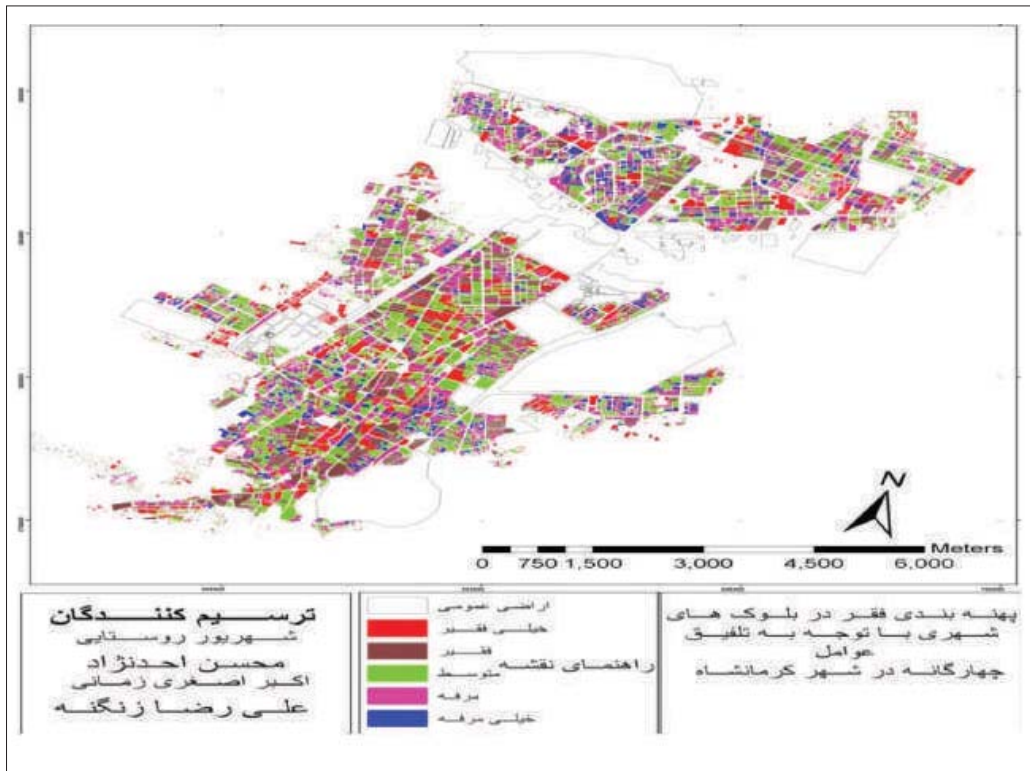 N
Meters
0 750 1,500 3,000 4,500 6,000
پهنه بندی فقر در بلوک های
شهری با توجه به تلفیق
عوامل
چهارگانه در شهر کرمانشاه
راهنمای نقشه
اراضی عمومی
خیلی فقیر
فقیر
متوسط
مرفه
خیلی مرفه
ترسیم کنندگان
شهریور روستایی
محسن احدنژاد
اکبر اصغری زمانی
علی رضا زنگنه